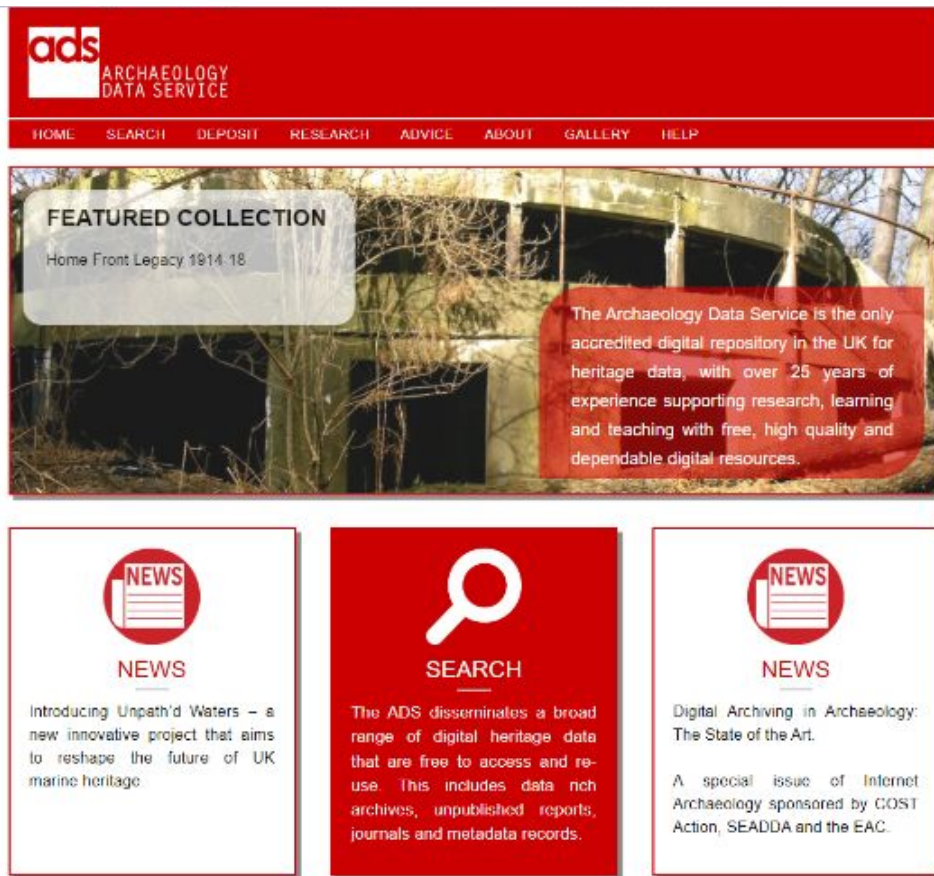 ads
ARCHAEOLOGY
DATA SERVICE
HOME SEARCH DEPOSIT RESEARCH ADVICE ABOUT GALLERY HELP
FEATURED COLLECTION
Home Front Legacy 1914-18
The Archaeology Data Service is the only
accredited digital repository in the UK for
heritage data, with over 25 years of
experience supporting research, learning
and teaching with free, high quality and
dependable digital resources.
NEWS
NEWS
Introducing Unpath'd Waters – a
new innovative project that aims
to reshape the future of UK
marine heritage
SEARCH
The ADS disseminates a broad
range of digital heritage data
that are free to access and re-
use. This includes data rich
archives, unpublished reports,
journals and metadata records.
NEWS
NEWS
Digital Archiving in Archaeology:
The State of the Art.
A special issue of Internet
Archaeology sponsored by COST
Action, SEADDA and the EAC.